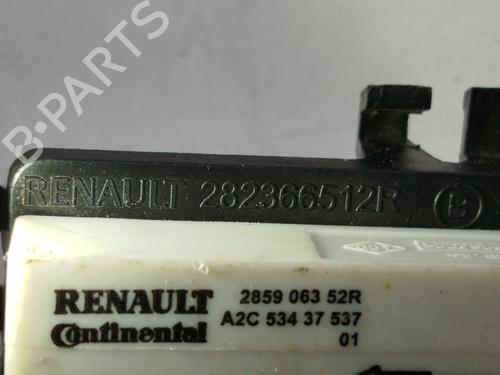 B-PARTS
RENAULT 282366512R B
RENAULT 2859 063 52R
Continental A2C 534 37 537
01